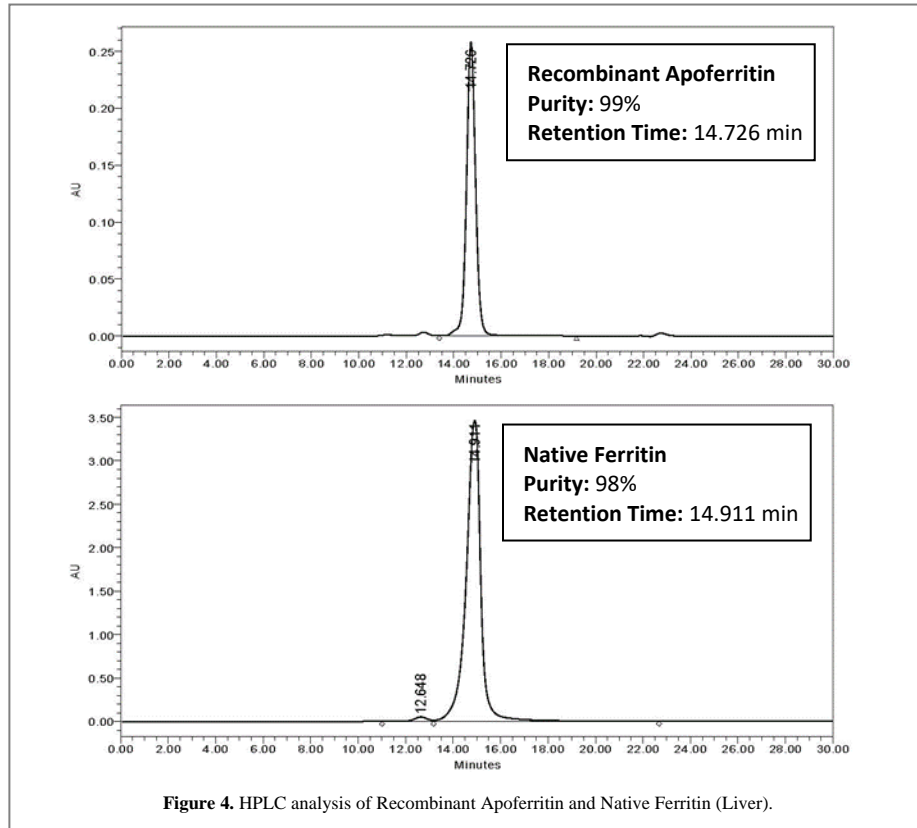 0.25
0.20
0.15
0.10
0.05
0.00
AU
14.726
Recombinant Apoferritin
Purity: 99%
Retention Time: 14.726 min
0.00 2.00 4.00 6.00 8.00 10.00 12.00 14.00 16.00 18.00 20.00 22.00 24.00 26.00 28.00 30.00
Minutes
3.50
3.00
2.50
2.00
1.50
1.00
0.50
0.00
AU
12.648
14.911
Native Ferritin
Purity: 98%
Retention Time: 14.911 min
0.00 2.00 4.00 6.00 8.00 10.00 12.00 14.00 16.00 18.00 20.00 22.00 24.00 26.00 28.00 30.00
Minutes
Figure 4. HPLC analysis of Recombinant Apoferritin and Native Ferritin (Liver).